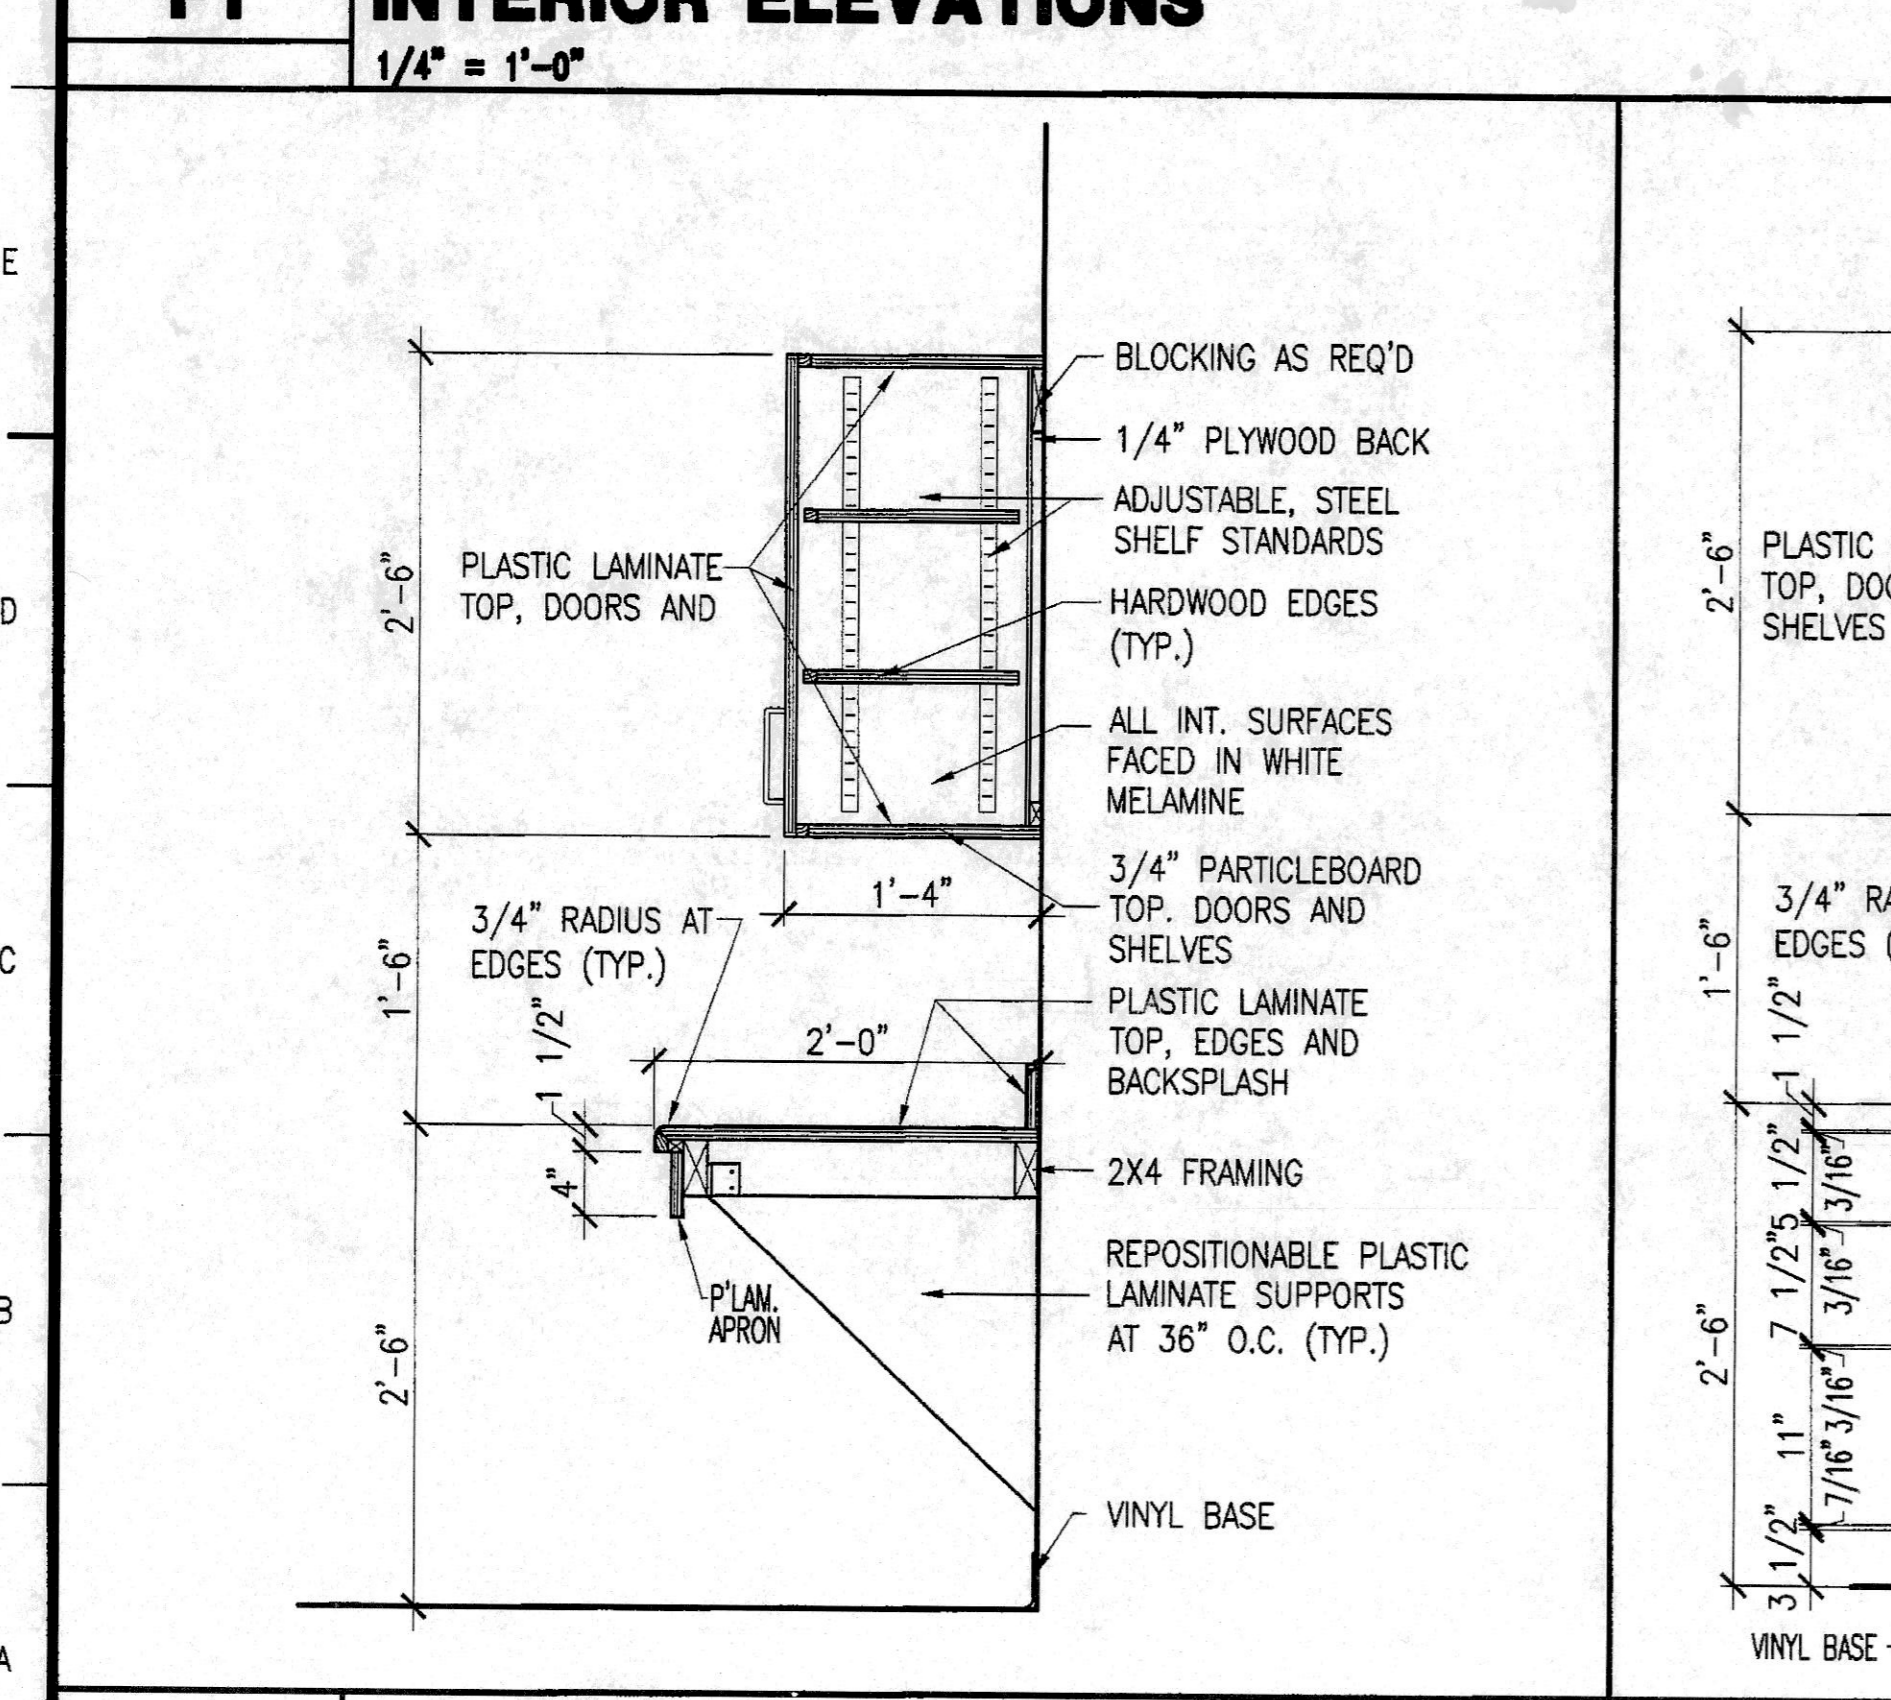 INTERIOR ELEVATIONS
1/4" = 1'-0"
E
D
C
B
A
2'-6"
1'-6"
2'-6"
PLASTIC LAMINATE
TOP, DOORS AND
BLOCKING AS REQ'D
1/4" PLYWOOD BACK
ADJUSTABLE, STEEL
SHELF STANDARDS
HARDWOOD EDGES
(TYP.)
ALL INT. SURFACES
FACED IN WHITE
MELAMINE
3/4" PARTICLEBOARD
TOP. DOORS AND
SHELVES
1'-4"
3/4" RADIUS AT
EDGES (TYP.)
1 1/2"
4"
2'-0"
PLASTIC LAMINATE
TOP, EDGES AND
BACKSPLASH
2X4 FRAMING
P'LAM.
APRON
REPOSITIONABLE PLASTIC
LAMINATE SUPPORTS
AT 36" O.C. (TYP.)
VINYL BASE
2'-6"
PLASTIC
TOP,
SHELVES
1'-6"
3/4"
EDGES
1 1/2"
5 1/2"
3/16"
7 1/2"
3/16"
2'-6"
11"
3/16"
7/16"
3 1/2"
VINYL BASE